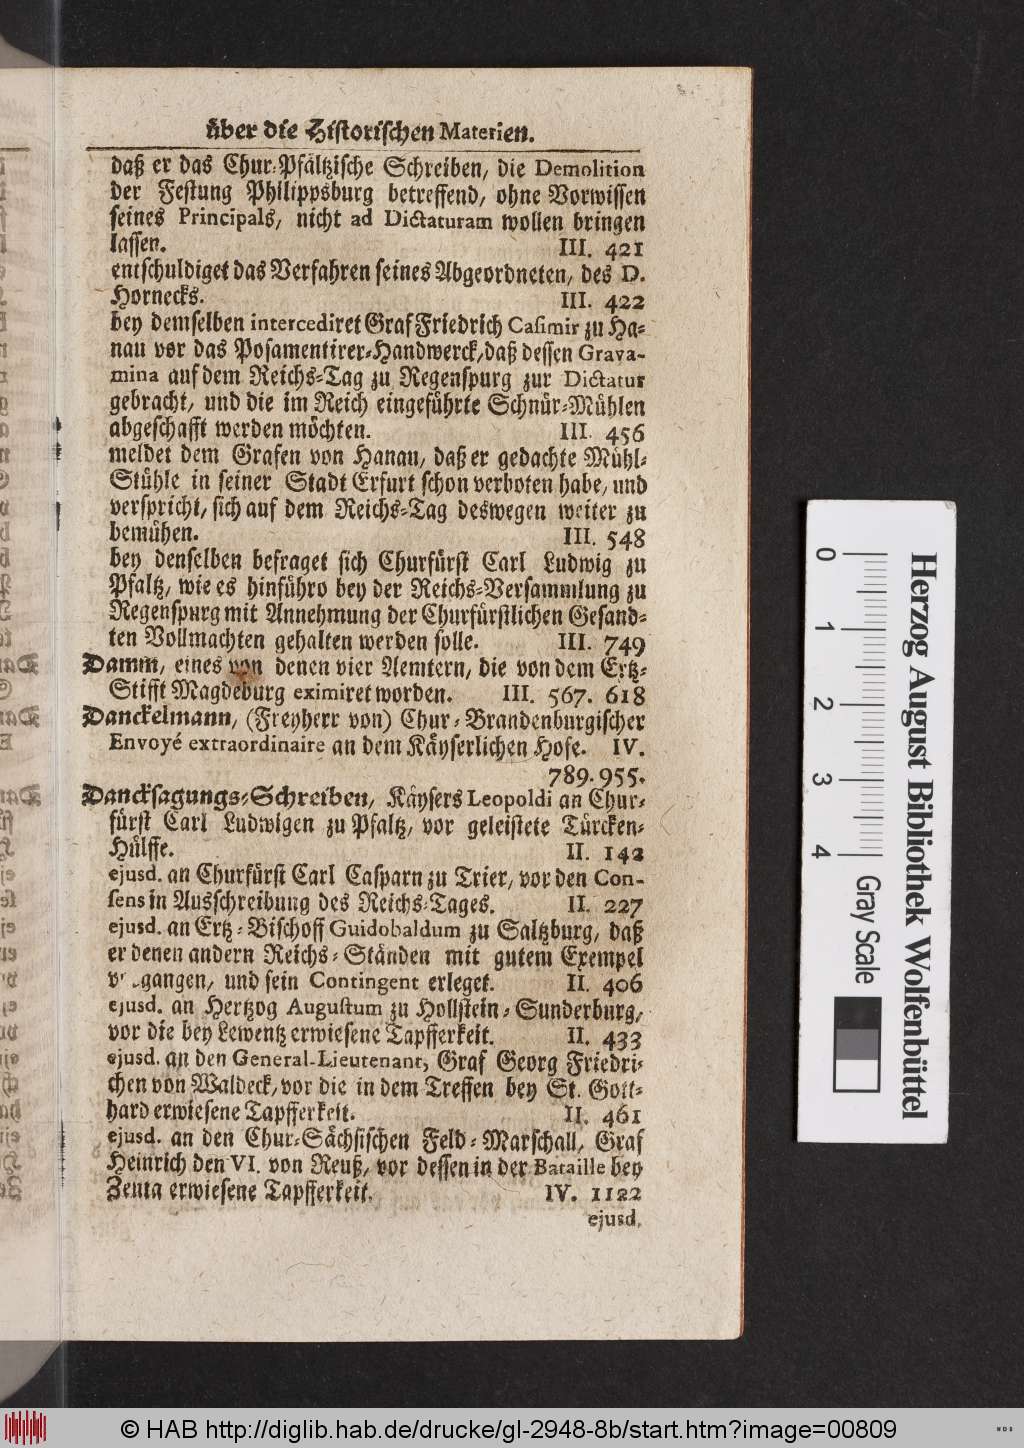 über die Historischen Materien.
daß er das Chur-Pfältzische Schreiben, die Demolition
der Festung Philippsburg betreffend, ohne Vorwissen
seines Principals, nicht ad Dictaturam wollen bringen
lassen. III. 421
entschuldiget das Verfahren seines Abgeordneten, des D.
Hornecks. III. 422
bey demselben intercediret Graf Friedrich Casimir zu Ha-
nau vor das Posamentirer-Handwerck, daß dessen Grava-
mina auf dem Reichs-Tag zu Regenspurg zur Dictatur
gebracht, und die im Reich eingeführte Schnür-Mühlen
abgeschafft werden möchten. III. 456
meldet dem Grafen von Hanau, daß er gedachte Mühl-
Stühle in seiner Stadt Erfurt schon verboten habe, und
verspricht, sich auf dem Reichs-Tag deswegen weiter zu
bemühen. III. 548
bey denselben befraget sich Churfürst Carl Ludwig zu
Pfaltz, wie es hinführo bey der Reichs-Versammlung zu
Regenspurg mit Annehmung der Churfürstlichen Gesand-
ten Vollmachten gehalten werden solle. III. 749
Damm, eines von denen vier Aemtern, die von dem Ertz-
Stifft Magdeburg eximiret worden. III. 567. 618
Danckelmann, (Freyherr von) Chur-Brandenburgischer
Envoyé extraordinaire an dem Käyserlichen Hofe. IV.
789. 955.
Dancksagungs-Schreiben, Käysers Leopoldi an Chur-
fürst Carl Ludwigen zu Pfaltz, vor geleistete Türcken-
Hülffe. II. 142
ejusd. an Churfürst Carl Casparn zu Trier, vor den Con-
sens in Ausschreibung des Reichs-Tages. II. 227
ejusd. an Ertz-Bischoff Guidobaldum zu Saltzburg, daß
er denen andern Reichs-Ständen mit gutem Exempel
vorgangen, und sein Contingent erleget. II. 406
ejusd. an Hertzog Augustum zu Hollstein-Sunderburg,
vor die bey Lewentz erwiesene Tapfferkeit. II. 433
ejusd. an den General-Lieutenant, Graf Georg Friedri-
chen von Waldeck, vor die in dem Treffen bey St. Gott-
hard erwiesene Tapfferkeit. II. 461
ejusd. an den Chur-Sächsischen Feld-Marschall, Graf
Heinrich den VI. von Reuß, vor dessen in der Bataille bey
Zenta erwiesene Tapfferkeit. IV. 1122
ejusd.
Herzog August Bibliothek Wolfenbüttel
0 1 2 3 4 Gray Scale
© HAB http://diglib.hab.de/drucke/gl-2948-8b/start.htm?image=00809